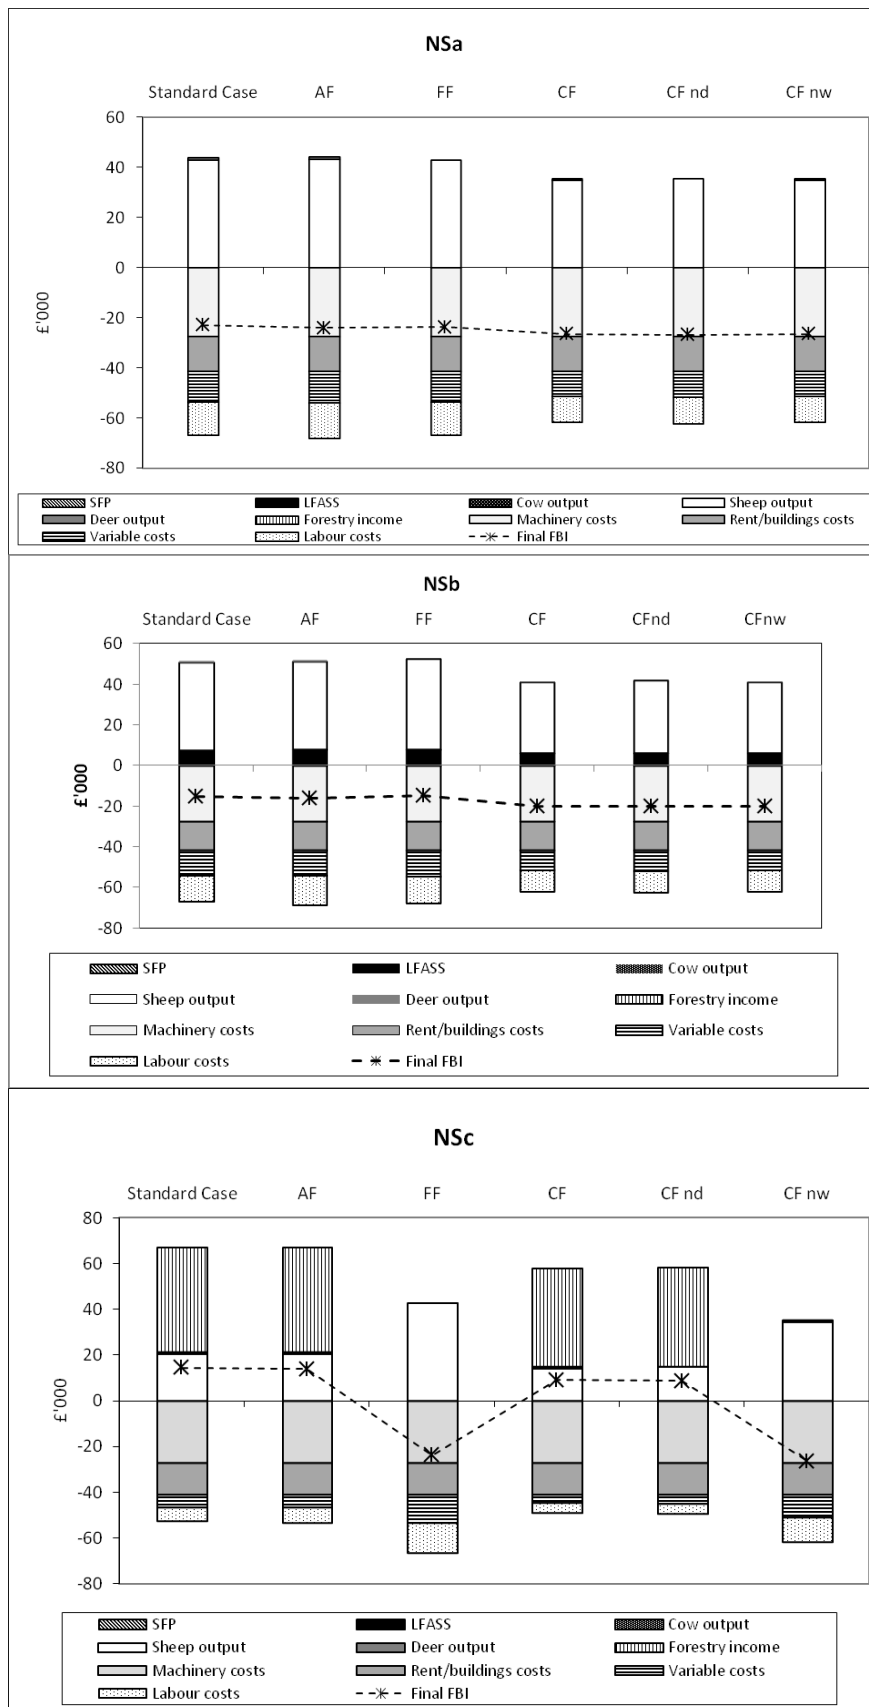 NSa
Standard Case AF FF CF CF nd CF nw
60
40
20
0
-20
-40
-60
-80
£'000
SFP LFASS Cow output Sheep output
Deer output Forestry income Machinery costs Rent/buildings costs
Variable costs Labour costs Final FBI
NSb
Standard Case AF FF CF CFnd CFnw
60
40
20
0
-20
-40
-60
-80
£'000
SFP LFASS Cow output
Sheep output Deer output Forestry income
Machinery costs Rent/buildings costs Variable costs
Labour costs Final FBI
NSc
Standard Case AF FF CF CF nd CF nw
80
60
40
20
0
-20
-40
-60
-80
£'000
SFP LFASS Cow output
Sheep output Deer output Forestry income
Machinery costs Rent/buildings costs Variable costs
Labour costs Final FBI